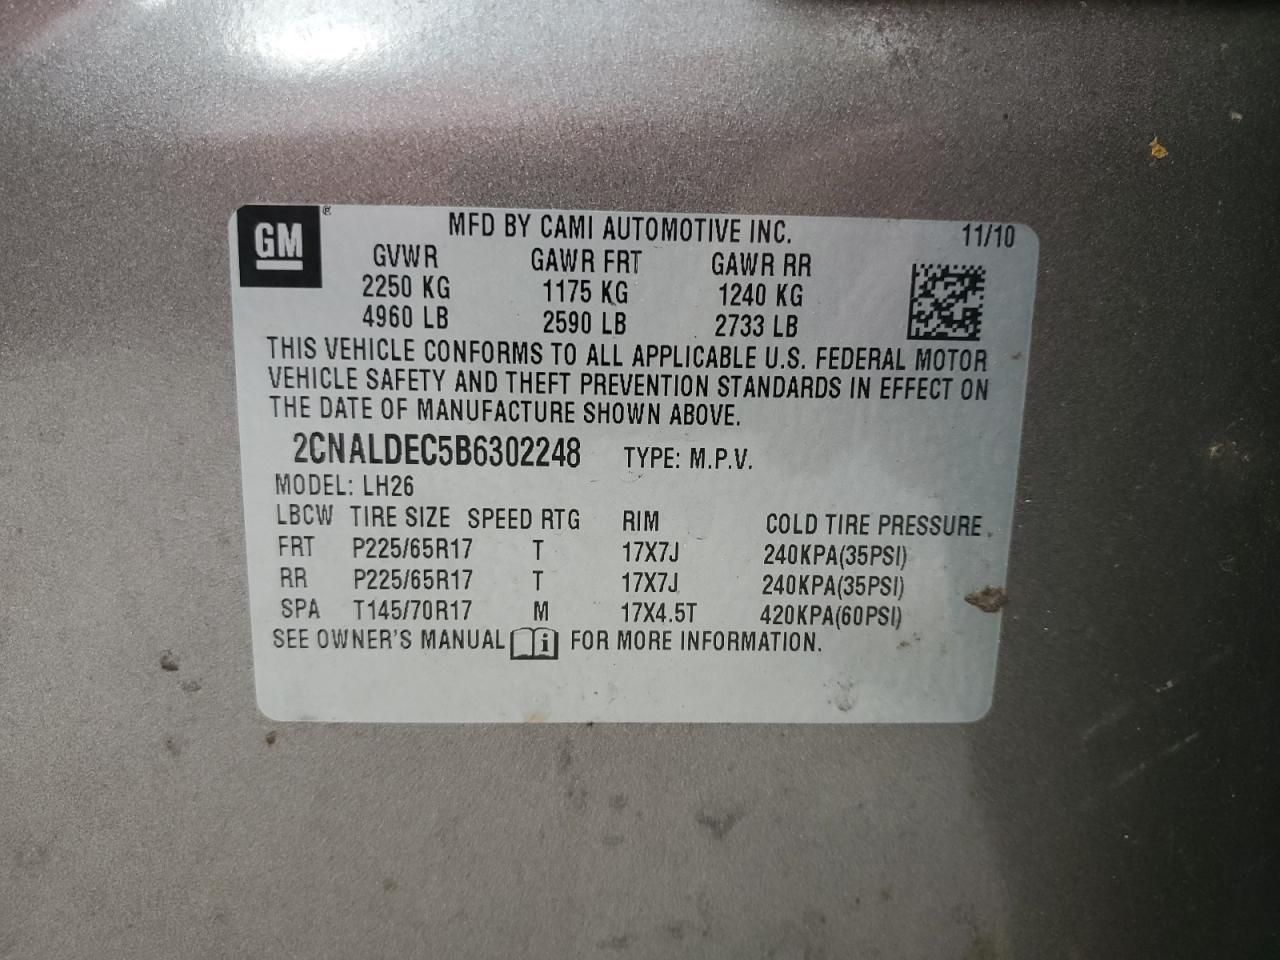 GM ®
MFD BY CAMI AUTOMOTIVE INC. 11/10
GVWR GAWR FRT GAWR RR
2250 KG 1175 KG 1240 KG
4960 LB 2590 LB 2733 LB
THIS VEHICLE CONFORMS TO ALL APPLICABLE U.S. FEDERAL MOTOR
VEHICLE SAFETY AND THEFT PREVENTION STANDARDS IN EFFECT ON
THE DATE OF MANUFACTURE SHOWN ABOVE.
2CNALDEC5B6302248 TYPE: M.P.V.
MODEL: LH26
LBCW TIRE SIZE SPEED RTG RIM COLD TIRE PRESSURE
FRT P225/65R17 T 17X7J 240KPA(35PSI)
RR P225/65R17 T 17X7J 240KPA(35PSI)
SPA T145/70R17 M 17X4.5T 420KPA(60PSI)
SEE OWNER'S MANUAL i FOR MORE INFORMATION.